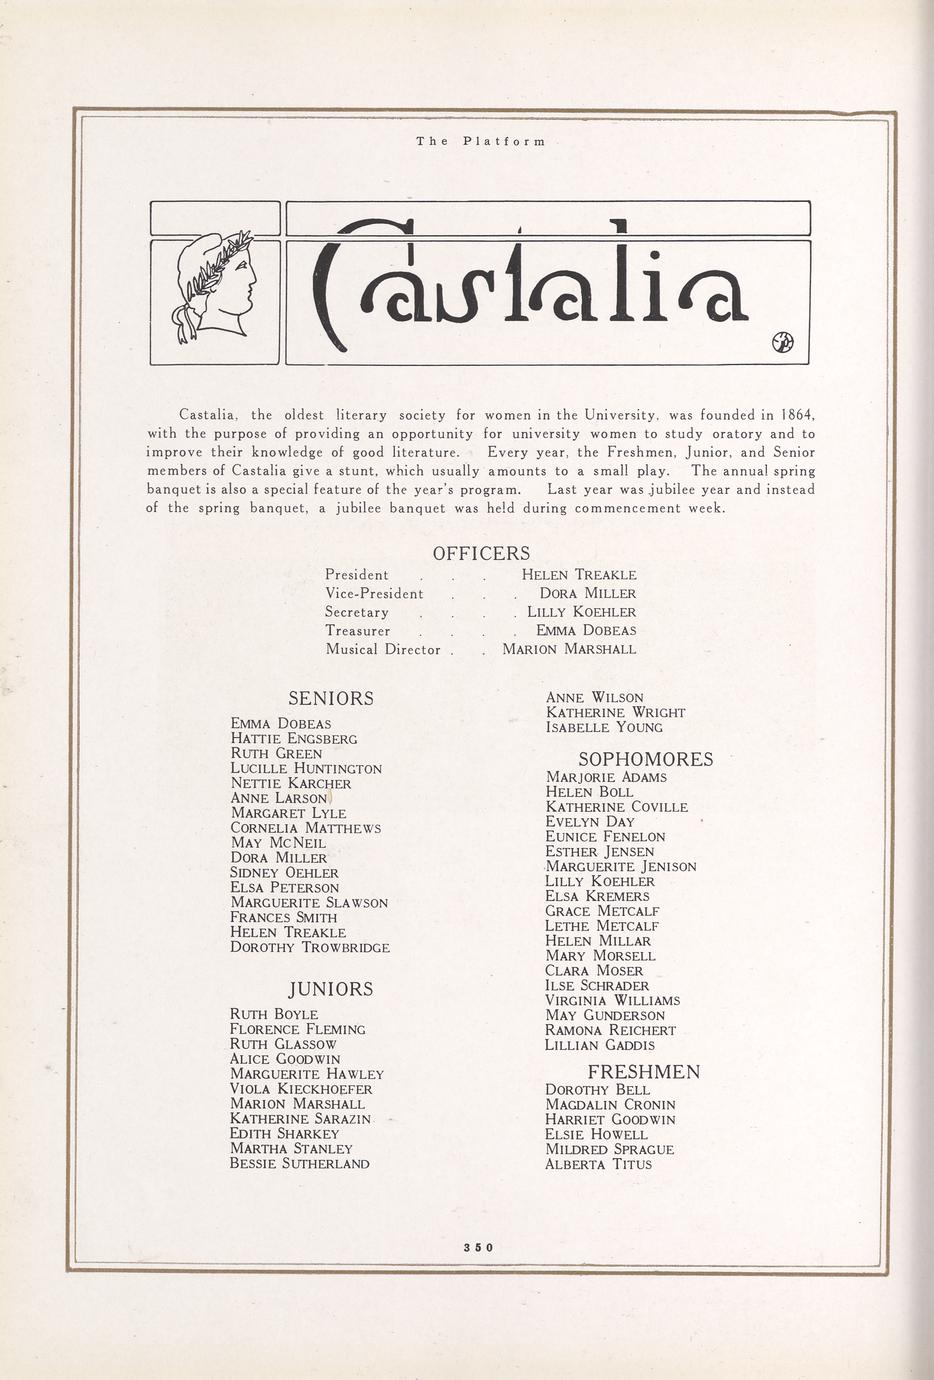 The Platform
Castalia
Castalia, the oldest literary society for women in the University, was founded in 1864,
with the purpose of providing an opportunity for university women to study oratory and to
improve their knowledge of good literature. Every year, the Freshmen, Junior, and Senior
members of Castalia give a stunt, which usually amounts to a small play. The annual spring
banquet is also a special feature of the year's program. Last year was jubilee year and instead
of the spring banquet, a jubilee banquet was held during commencement week.
OFFICERS
President . . . HELEN TREAKLE
Vice-President . . . DORA MILLER
Secretary . . . . LILLY KOEHLER
Treasurer . . . . EMMA DOBEAS
Musical Director . . MARION MARSHALL
SENIORS
EMMA DOBEAS
HATTIE ENGSBERG
RUTH GREEN
LUCILLE HUNTINGTON
NETTIE KARCHER
ANNE LARSON
MARGARET LYLE
CORNELIA MATTHEWS
MAY MCNEIL
DORA MILLER
SIDNEY OEHLER
ELSA PETERSON
MARGUERITE SLAWSON
FRANCES SMITH
HELEN TREAKLE
DOROTHY TROWBRIDGE
JUNIORS
RUTH BOYLE
FLORENCE FLEMING
RUTH GLASSOW
ALICE GOODWIN
MARGUERITE HAWLEY
VIOLA KIECKHOEFER
MARION MARSHALL
KATHERINE SARAZIN
EDITH SHARKEY
MARTHA STANLEY
BESSIE SUTHERLAND
ANNE WILSON
KATHERINE WRIGHT
ISABELLE YOUNG
SOPHOMORES
MARJORIE ADAMS
HELEN BOLL
KATHERINE COVILLE
EVELYN DAY
EUNICE FENELON
ESTHER JENSEN
MARGUERITE JENISON
LILLY KOEHLER
ELSA KREMERS
GRACE METCALF
LETHE METCALF
HELEN MILLAR
MARY MORSELL
CLARA MOSER
ILSE SCHRADER
VIRGINIA WILLIAMS
MAY GUNDERSON
RAMONA REICHERT
LILLIAN GADDIS
FRESHMEN
DOROTHY BELL
MAGDALIN CRONIN
HARRIET GOODWIN
ELSIE HOWELL
MILDRED SPRAGUE
ALBERTA TITUS
350